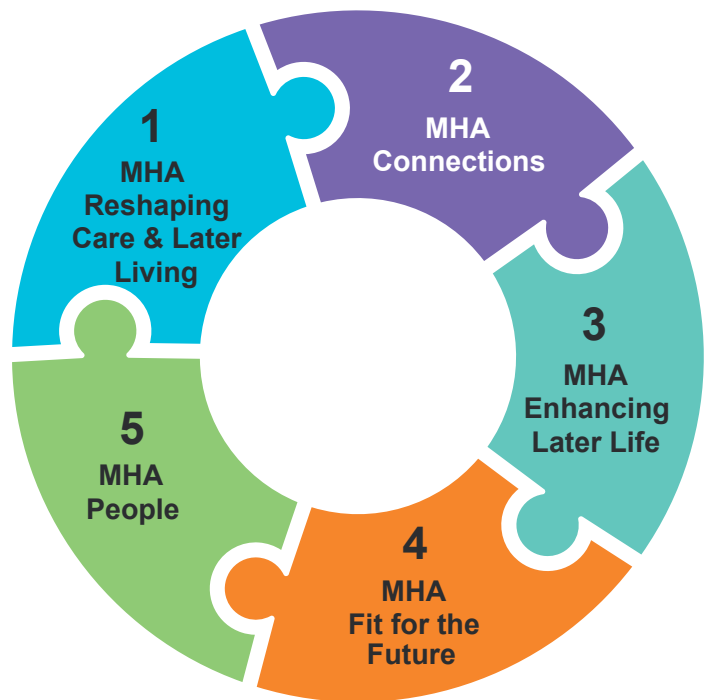 1
MHA
Reshaping
Care & Later
Living
2
MHA
Connections
3
MHA
Enhancing
Later Life
4
MHA
Fit for the
Future
5
MHA
People